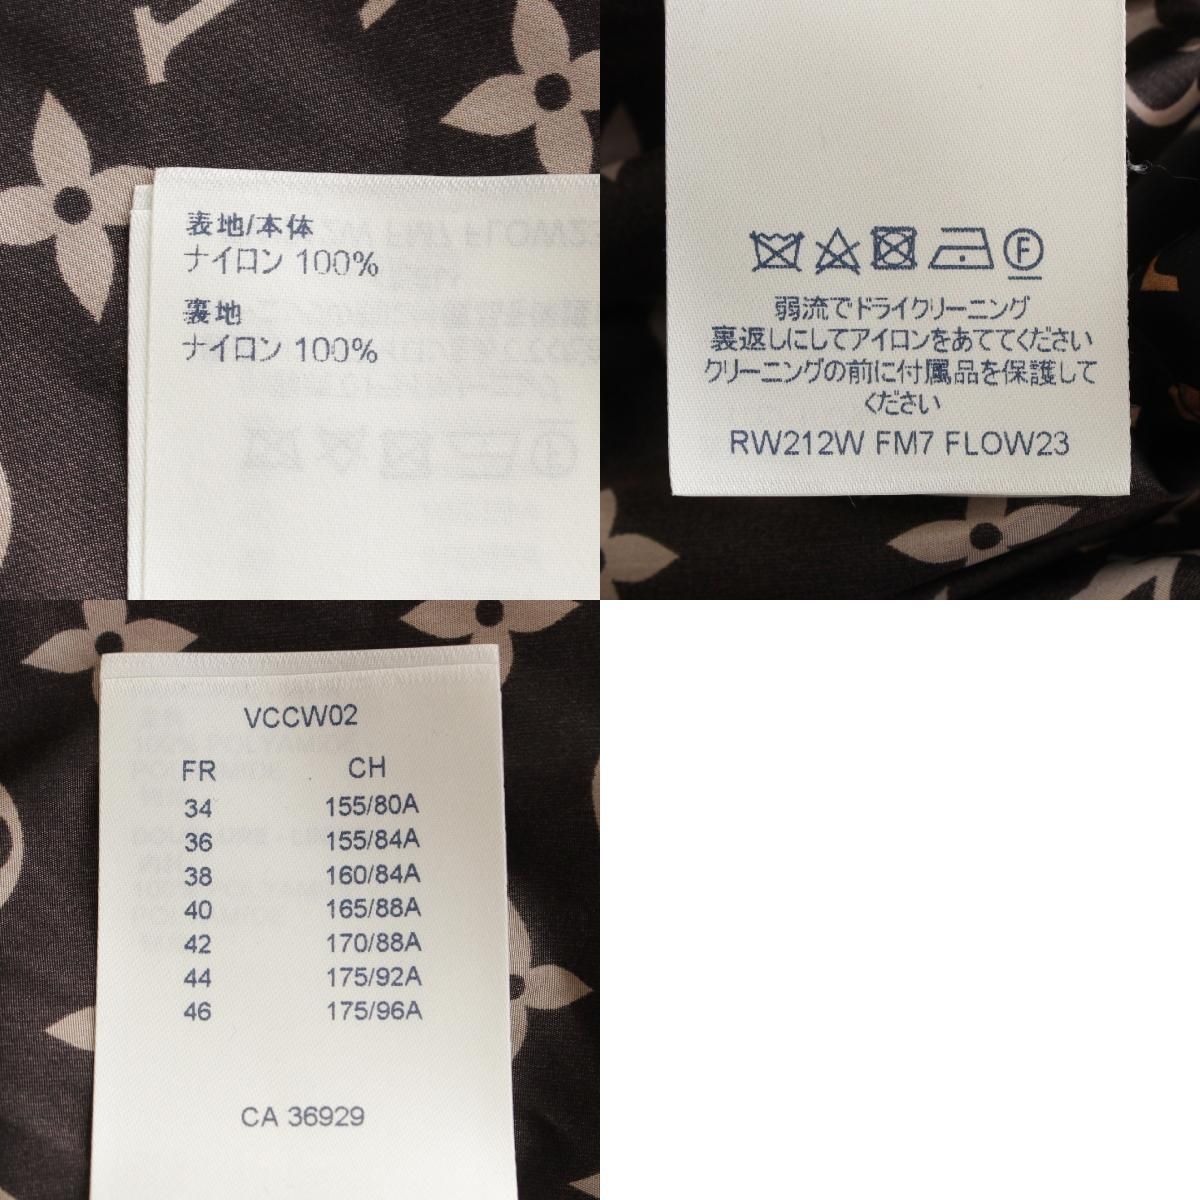 表地/本体
ナイロン 100%
裏地
ナイロン 100%
F
弱流でドライクリーニング
裏返しにしてアイロンをあててください
クリーニングの前に付属品を保護して
ください
RW212W FM7 FLOW23
VCCW02
FR CH
34 155/80A
36 155/84A
38 160/84A
40 165/88A
42 170/88A
44 175/92A
46 175/96A
CA 36929